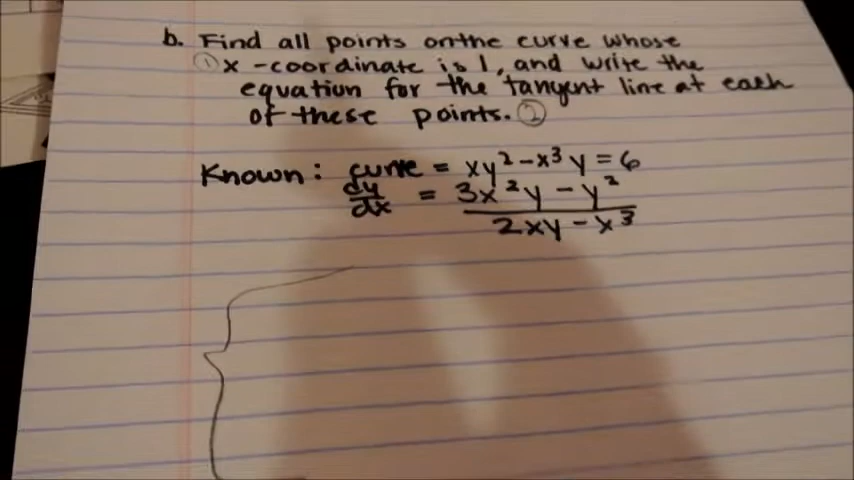 b. Find all points on the curve whose
① x-coordinate is 1, and write the
equation for the tangent line at each
of these points. ②
Known: curve = xy² - x³y = 6
dy/dx = 3x²y - y² / 2xy - x³